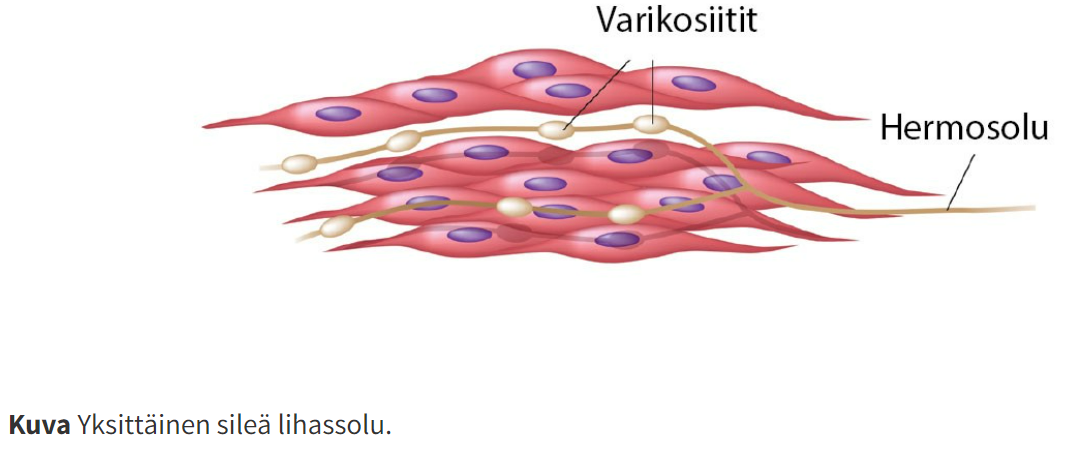 Varikosiitit
Hermosolu
Kuva Yksittäinen sileä lihassolu.